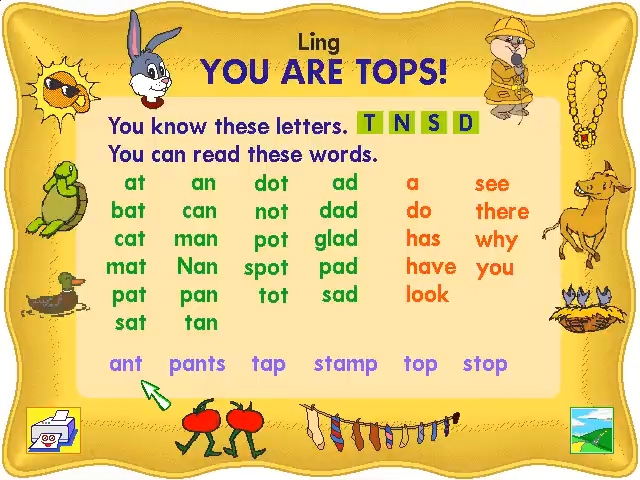 Ling
YOU ARE TOPS!
You know these letters. T N S D
You can read these words.
at an dot ad a see
bat can not dad do there
cat man pot glad has why
mat Nan spot pad have you
pat pan tot sad look
sat tan
ant pants tap stamp top stop